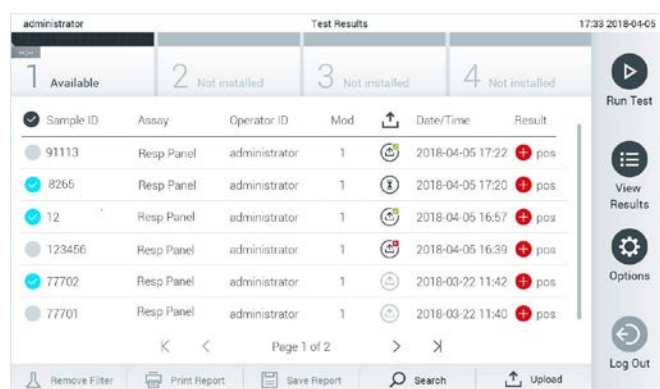 administrator Test Results 17:33 2018-04-05
1 Available 2 Not installed 3 Not installed 4 Not installed
Run Test
Sample ID Assay Operator ID Mod Date/Time Result
91113 Resp Panel administrator 1 2018-04-05 17:22 pos
8265 Resp Panel administrator 1 2018-04-05 17:20 pos
View
Results
12 Resp Panel administrator 1 2018-04-05 16:57 pos
123456 Resp Panel administrator 1 2018-04-05 16:39 pos
77702 Resp Panel administrator 1 2018-03-22 11:42 pos
Options
77701 Resp Panel administrator 1 2018-03-22 11:40 pos
Page 1 of 2
Log Out
Remove Filter Print Report Save Report Search Upload